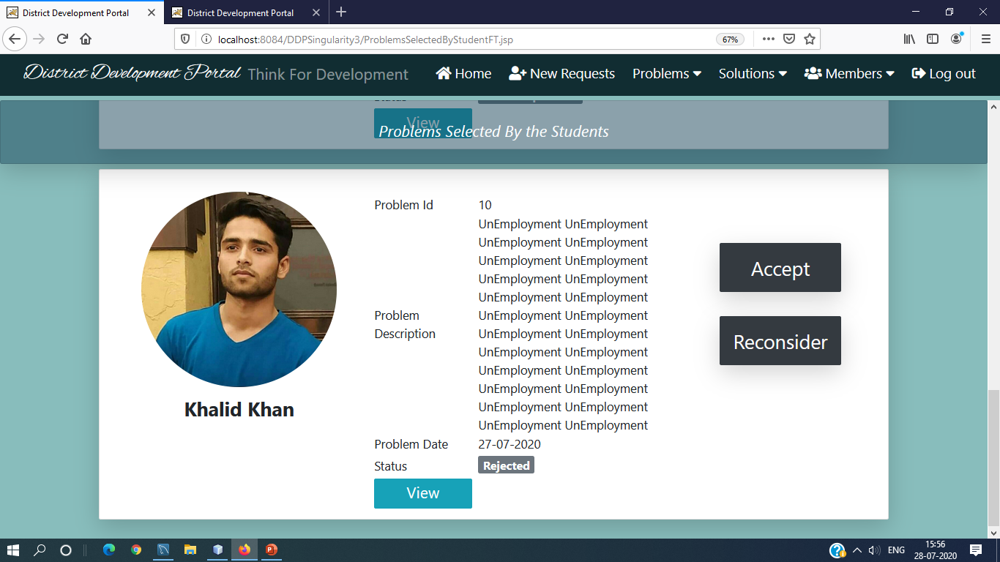 District Development Portal
District Development Portal
localhost:8084/DDPSingularity3/ProblemsSelectedByStudentFT.jsp
67%
District Development Portal Think For Development Home New Requests Problems Solutions Members Log out
View
Problems Selected By the Students
Problem Id 10
UnEmployment UnEmployment
UnEmployment UnEmployment
UnEmployment UnEmployment
UnEmployment UnEmployment
UnEmployment UnEmployment
Problem UnEmployment UnEmployment
Description UnEmployment UnEmployment
UnEmployment UnEmployment
UnEmployment UnEmployment
UnEmployment UnEmployment
UnEmployment UnEmployment
UnEmployment UnEmployment
Problem Date 27-07-2020
Status Rejected
View
Khalid Khan
Accept
Reconsider
ENG
15:56
28-07-2020